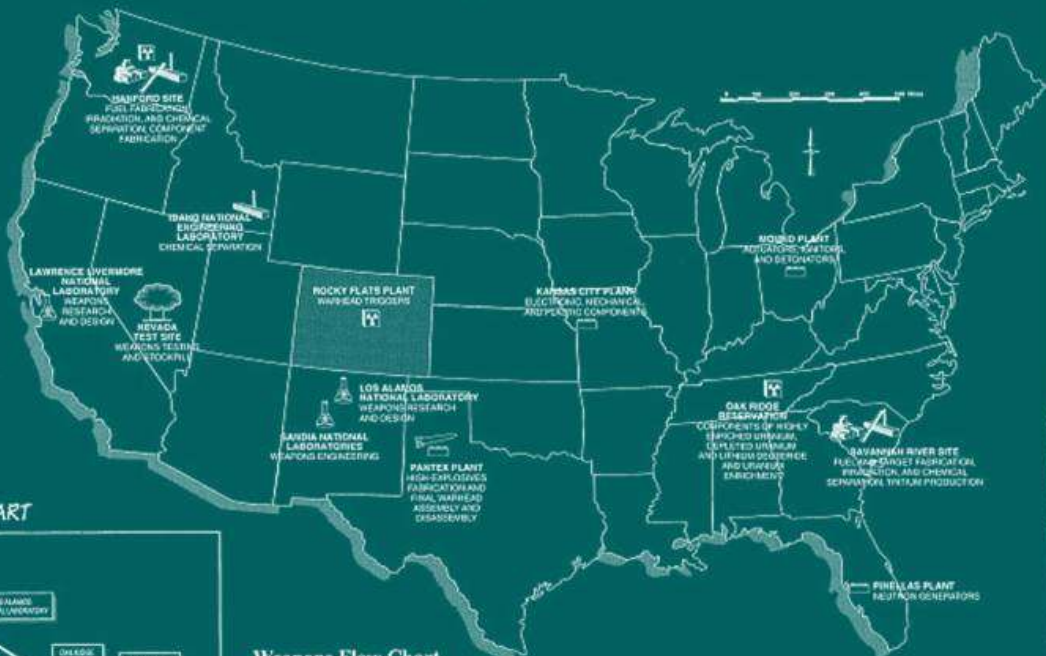 HANFORD SITE
FUEL FABRICATION,
IRRADIATION, AND CHEMICAL
SEPARATION, COMPONENT
FABRICATION
IDAHO NATIONAL
ENGINEERING
LABORATORY
CHEMICAL SEPARATION
LAWRENCE LIVERMORE
NATIONAL
LABORATORY
WEAPONS
RESEARCH
AND DESIGN
NEVADA
TEST SITE
WEAPONS TESTING
AND STOCKPILE
ROCKY FLATS PLANT
WARHEAD TRIGGERS
KANSAS CITY PLANT
ELECTRONIC, MECHANICAL
AND PLASTIC COMPONENTS
MOUND PLANT
ACTUATORS, IGNITORS,
AND DETONATORS
LOS ALAMOS
NATIONAL LABORATORY
WEAPONS RESEARCH
AND DESIGN
SANDIA NATIONAL
LABORATORIES
WEAPONS ENGINEERING
PANTEX PLANT
HIGH-EXPLOSIVES
FABRICATION AND
FINAL WARHEAD
ASSEMBLY AND
DISASSEMBLY
OAK RIDGE
RESERVATION
COMPONENTS OF HIGHLY
ENRICHED URANIUM,
DEPLETED URANIUM
AND LITHIUM DEUTERIDE
AND URANIUM
ENRICHMENT
SAVANNAH RIVER SITE
FUEL AND TARGET FABRICATION,
IRRADIATION, AND CHEMICAL
SEPARATION, TRITIUM PRODUCTION
PINELLAS PLANT
NEUTRON GENERATORS
ART
ALAMOS
LABORATORY
OAK RIDGE
Weapons Flow Chart